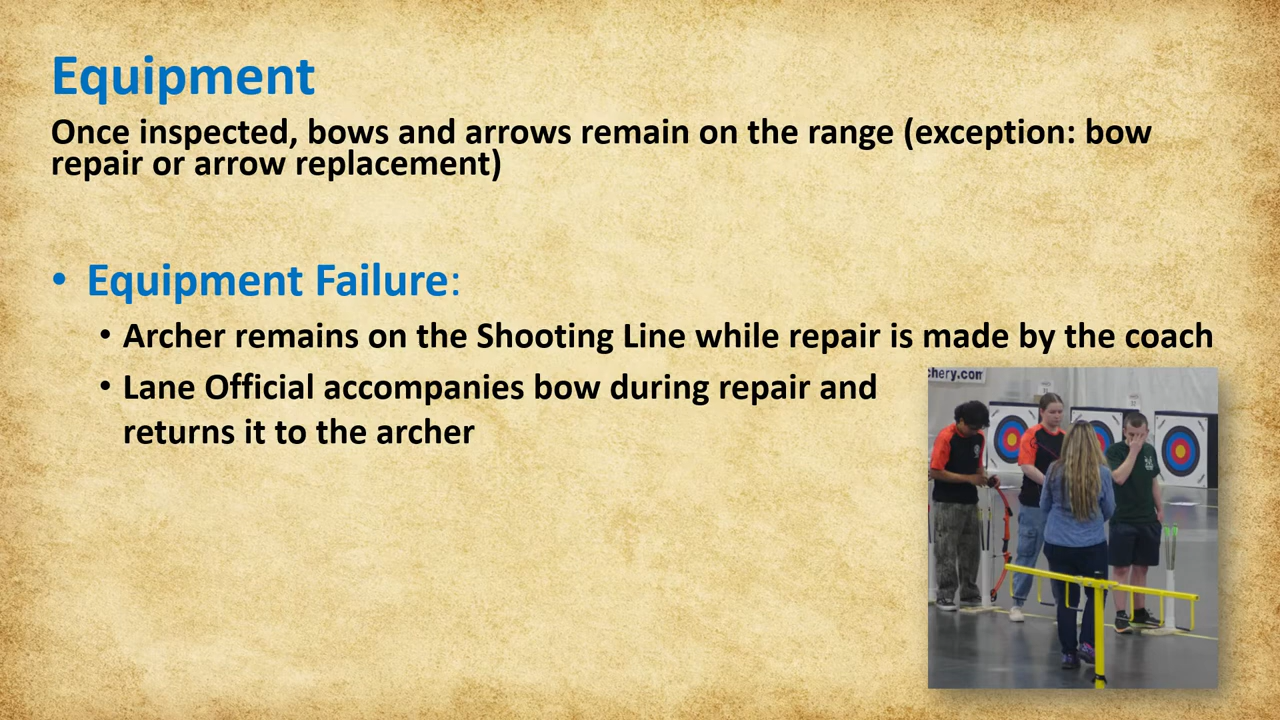 Equipment
Once inspected, bows and arrows remain on the range (exception: bow
repair or arrow replacement)
• Equipment Failure:
• Archer remains on the Shooting Line while repair is made by the coach
• Lane Official accompanies bow during repair and
returns it to the archer
chery.com